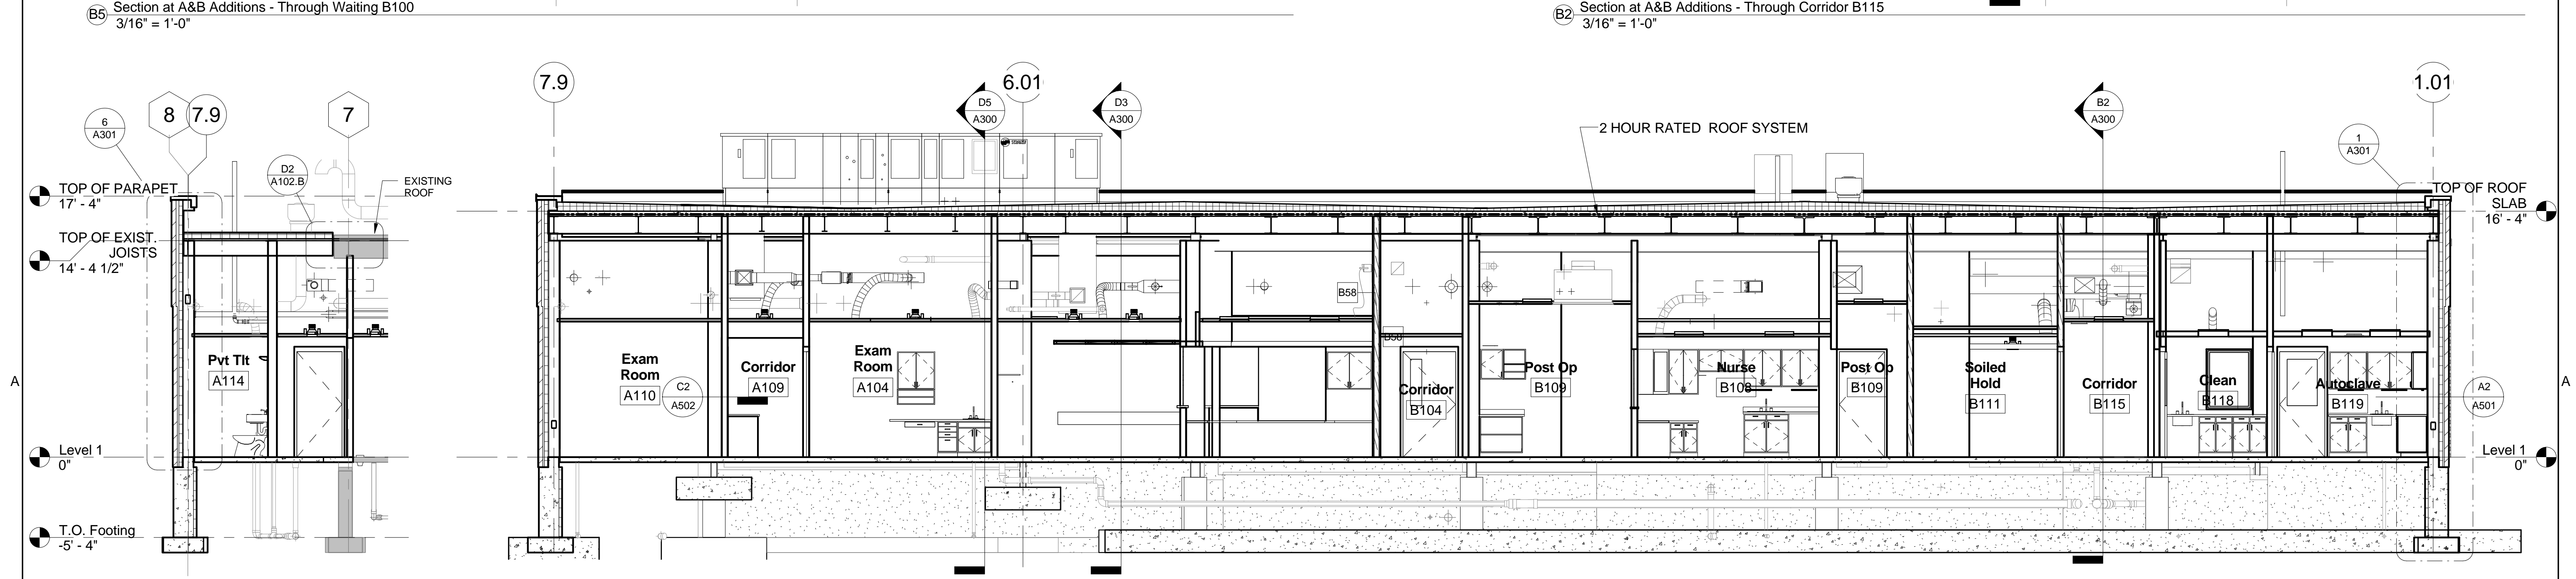 B5 Section at A&B Additions - Through Waiting B100
3/16" = 1'-0"
B2 Section at A&B Additions - Through Corridor B115
3/16" = 1'-0"
8
7.9
7
7.9
6.01
1.01
6
A301
D2
A102.B
D5
A300
D3
A300
B2
A300
1
A301
2 HOUR RATED ROOF SYSTEM
EXISTING
ROOF
TOP OF PARAPET
17' - 4"
TOP OF EXIST
JOISTS
14' - 4 1/2"
TOP OF ROOF
SLAB
16' - 4"
B58
B58
Pvt Tlt
A114
Exam
Room
A110
C2
A502
Corridor
A109
Exam
Room
A104
Corridor
B104
Post Op
B109
Nurse
B108
Post Op
B109
Soiled
Hold
B111
Corridor
B115
Clean
B118
Autoclave
B119
A2
A501
A
A
Level 1
0"
Level 1
0"
T.O. Footing
-5' - 4"